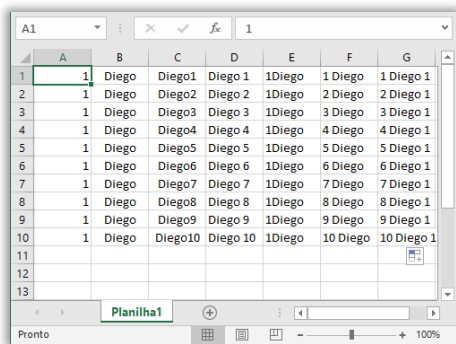 A1 fx 1
A B C D E F G
1 1 Diego Diego1 Diego 1 1Diego 1 Diego 1 Diego 1
2 1 Diego Diego2 Diego 2 1Diego 2 Diego 2 Diego 1
3 1 Diego Diego3 Diego 3 1Diego 3 Diego 3 Diego 1
4 1 Diego Diego4 Diego 4 1Diego 4 Diego 4 Diego 1
5 1 Diego Diego5 Diego 5 1Diego 5 Diego 5 Diego 1
6 1 Diego Diego6 Diego 6 1Diego 6 Diego 6 Diego 1
7 1 Diego Diego7 Diego 7 1Diego 7 Diego 7 Diego 1
8 1 Diego Diego8 Diego 8 1Diego 8 Diego 8 Diego 1
9 1 Diego Diego9 Diego 9 1Diego 9 Diego 9 Diego 1
10 1 Diego Diego10 Diego 10 1Diego 10 Diego 10 Diego 1
11
12
13
Planilha1
Pronto 100%